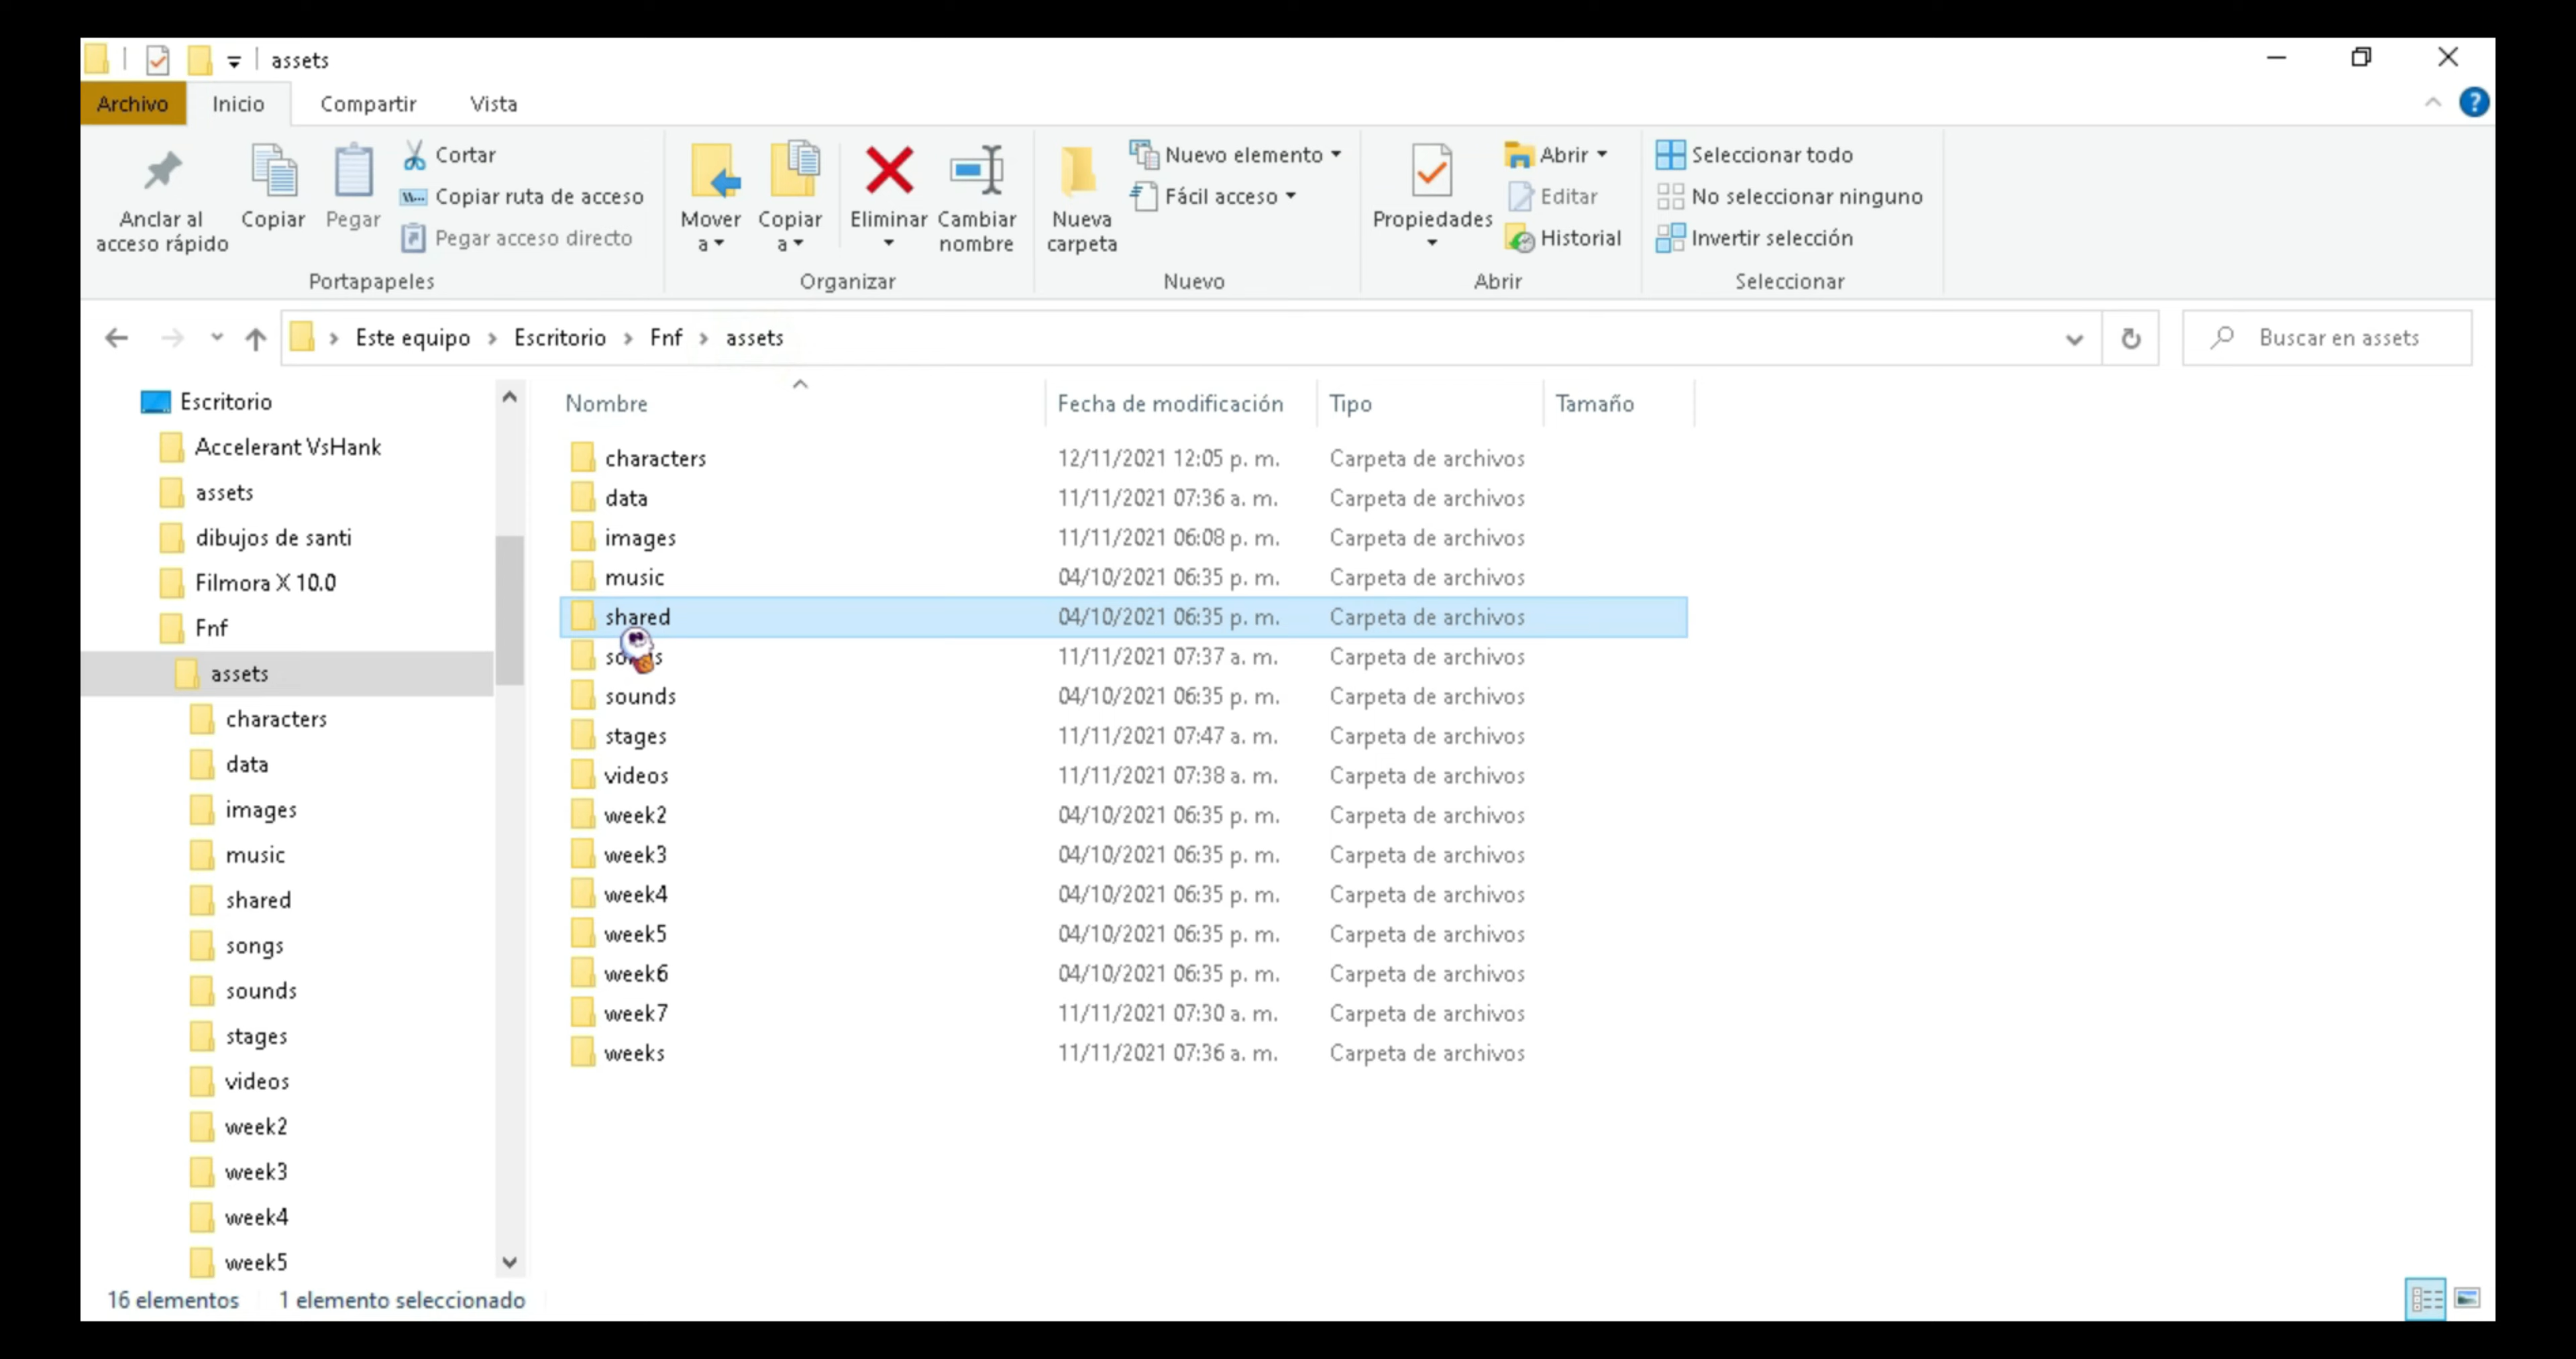 assets
Archivo Inicio Compartir Vista
Anclar al acceso rápido
Copiar
Pegar
Cortar
Copiar ruta de acceso
Pegar acceso directo
Portapapeles
Mover a
Copiar a
Eliminar
Cambiar nombre
Organizar
Nueva carpeta
Nuevo elemento
Fácil acceso
Nuevo
Propiedades
Abrir
Editar
Historial
Abrir
Seleccionar todo
No seleccionar ninguno
Invertir selección
Seleccionar
Este equipo > Escritorio > Fnf > assets
Buscar en assets
Escritorio
Accelerant VsHank
assets
dibujos de santi
Filmora X 10.0
Fnf
assets
characters
data
images
music
shared
songs
sounds
stages
videos
week2
week3
week4
week5
Nombre Fecha de modificación Tipo Tamaño
characters 12/11/2021 12:05 p. m. Carpeta de archivos
data 11/11/2021 07:36 a. m. Carpeta de archivos
images 11/11/2021 06:08 p. m. Carpeta de archivos
music 04/10/2021 06:35 p. m. Carpeta de archivos
shared 04/10/2021 06:35 p. m. Carpeta de archivos
11/11/2021 07:37 a. m. Carpeta de archivos
sounds 04/10/2021 06:35 p. m. Carpeta de archivos
stages 11/11/2021 07:47 a. m. Carpeta de archivos
videos 11/11/2021 07:38 a. m. Carpeta de archivos
week2 04/10/2021 06:35 p. m. Carpeta de archivos
week3 04/10/2021 06:35 p. m. Carpeta de archivos
week4 04/10/2021 06:35 p. m. Carpeta de archivos
week5 04/10/2021 06:35 p. m. Carpeta de archivos
week6 04/10/2021 06:35 p. m. Carpeta de archivos
week7 11/11/2021 07:30 a. m. Carpeta de archivos
weeks 11/11/2021 07:36 a. m. Carpeta de archivos
16 elementos 1 elemento seleccionado